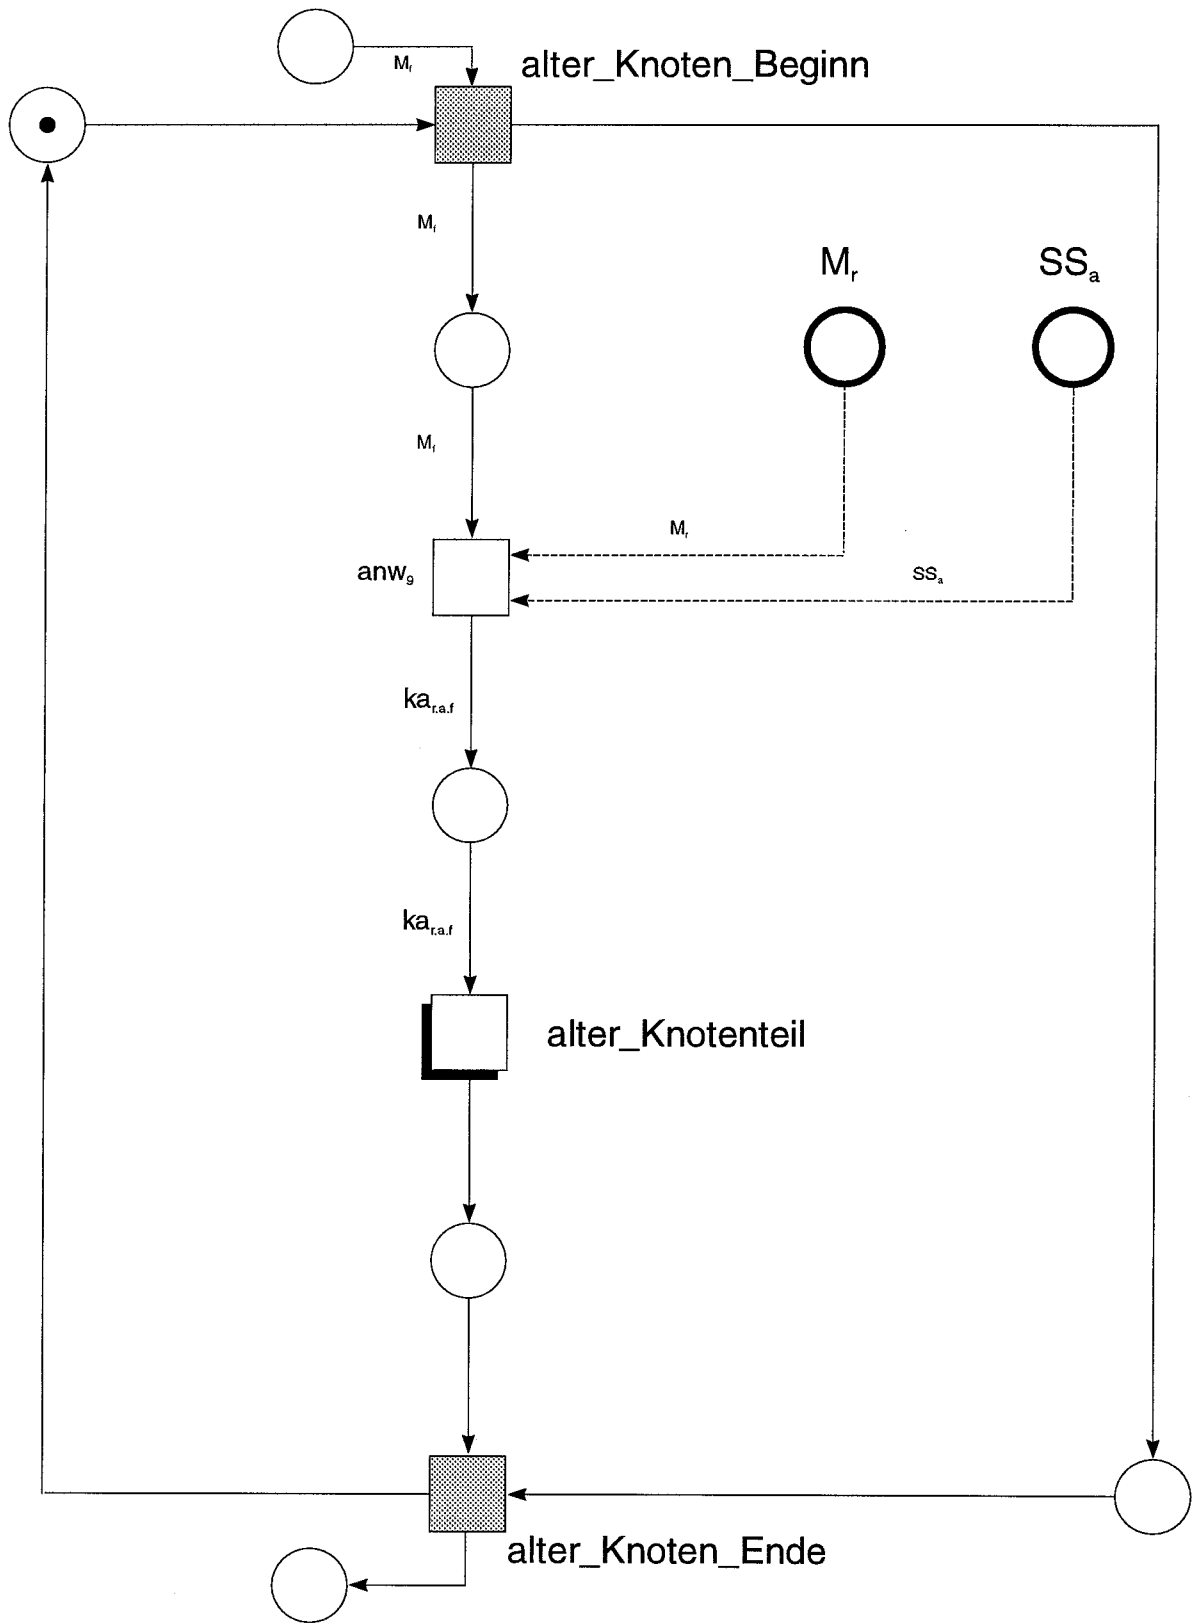 alter_Knoten_Beginn
M_f
M_f
M_r
SS_a
M_f
M_r
anw_9
SS_a
ka_r.a.f
ka_r.a.f
alter_Knotenteil
alter_Knoten_Ende